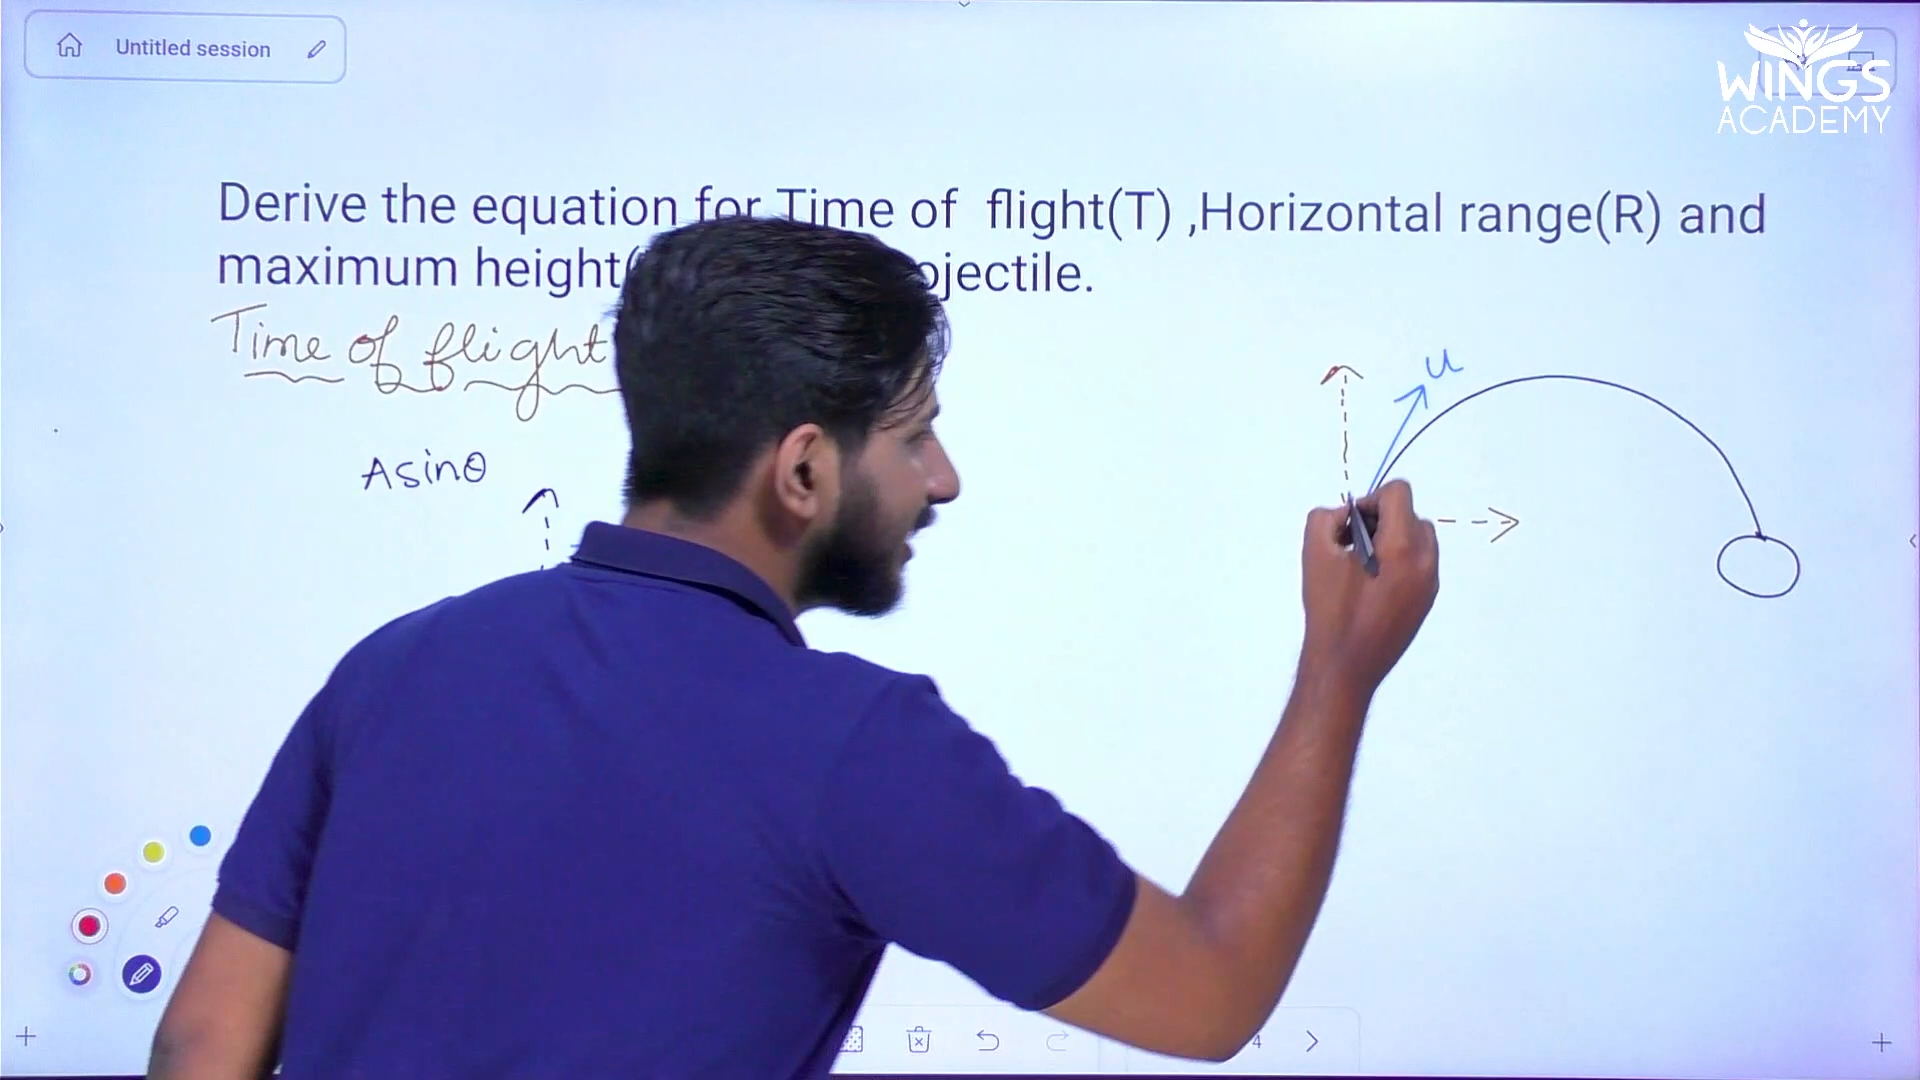 Untitled session
WINGS
ACADEMY
Derive the equation for Time of flight(T) ,Horizontal range(R) and
maximum height( ojectile.
Time of flight
u
Asinθ
4